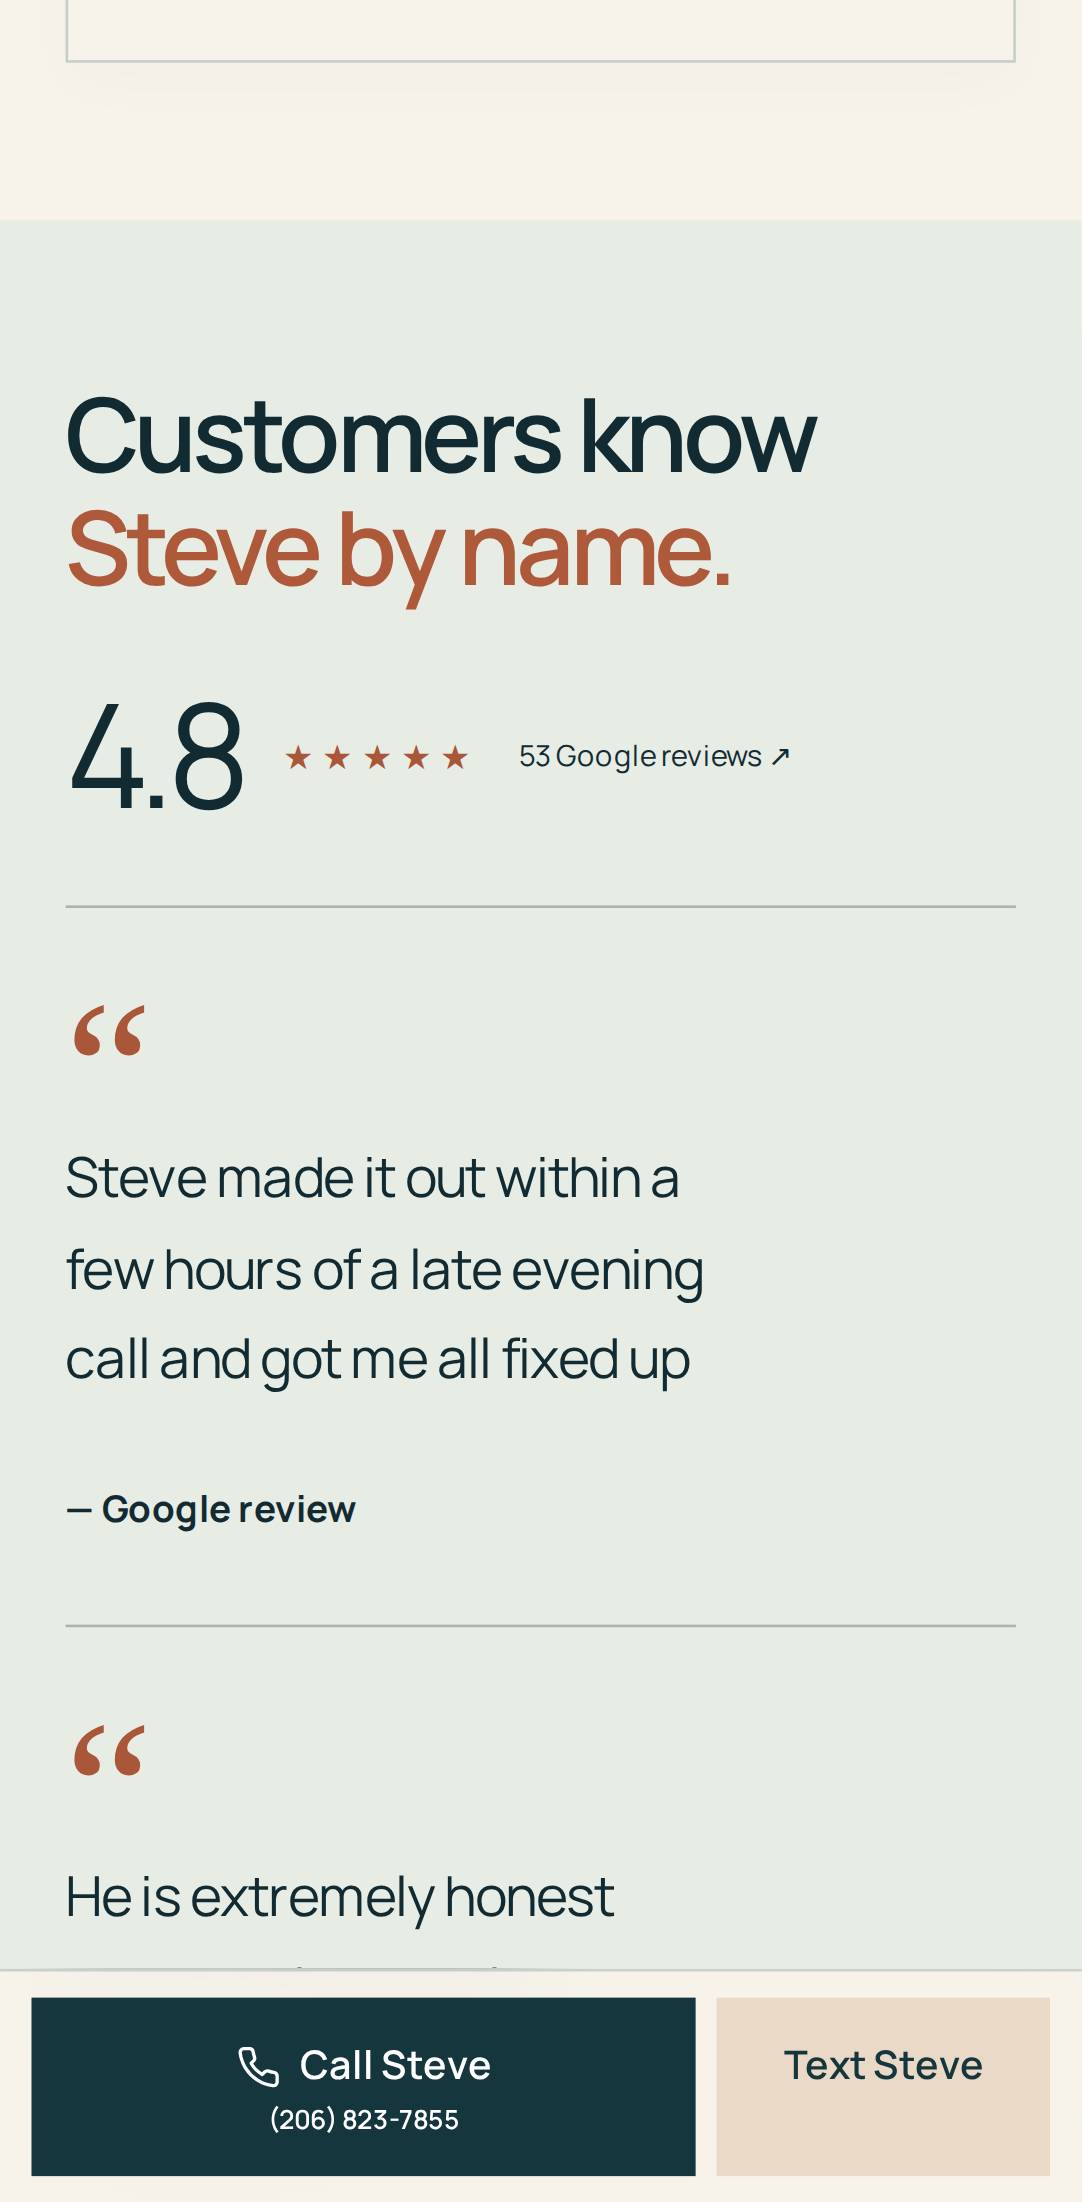 Customers know
Steve by name.
4.8 ★★★★★ 53 Google reviews ↗
“
Steve made it out within a
few hours of a late evening
call and got me all fixed up
— Google review
“
He is extremely honest
Call Steve
(206) 823-7855
Text Steve